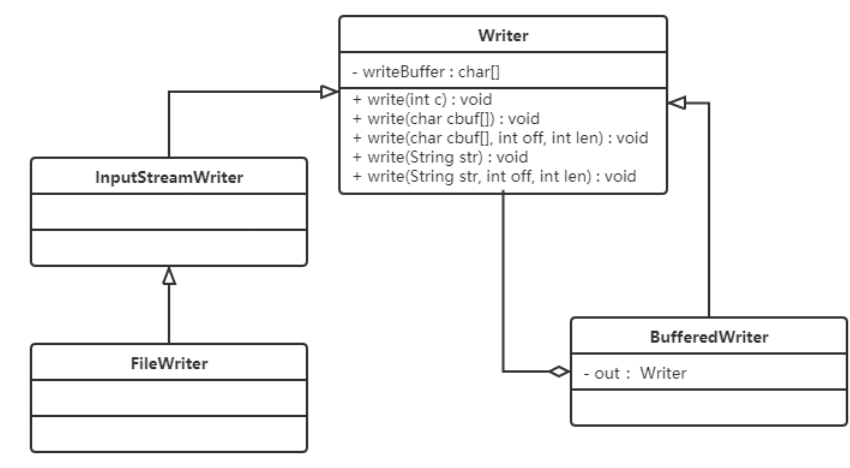 Writer
- writeBuffer : char[]
+ write(int c) : void
+ write(char cbuf[]) : void
+ write(char cbuf[], int off, int len) : void
+ write(String str) : void
+ write(String str, int off, int len) : void
InputStreamWriter
FileWriter
BufferedWriter
- out : Writer